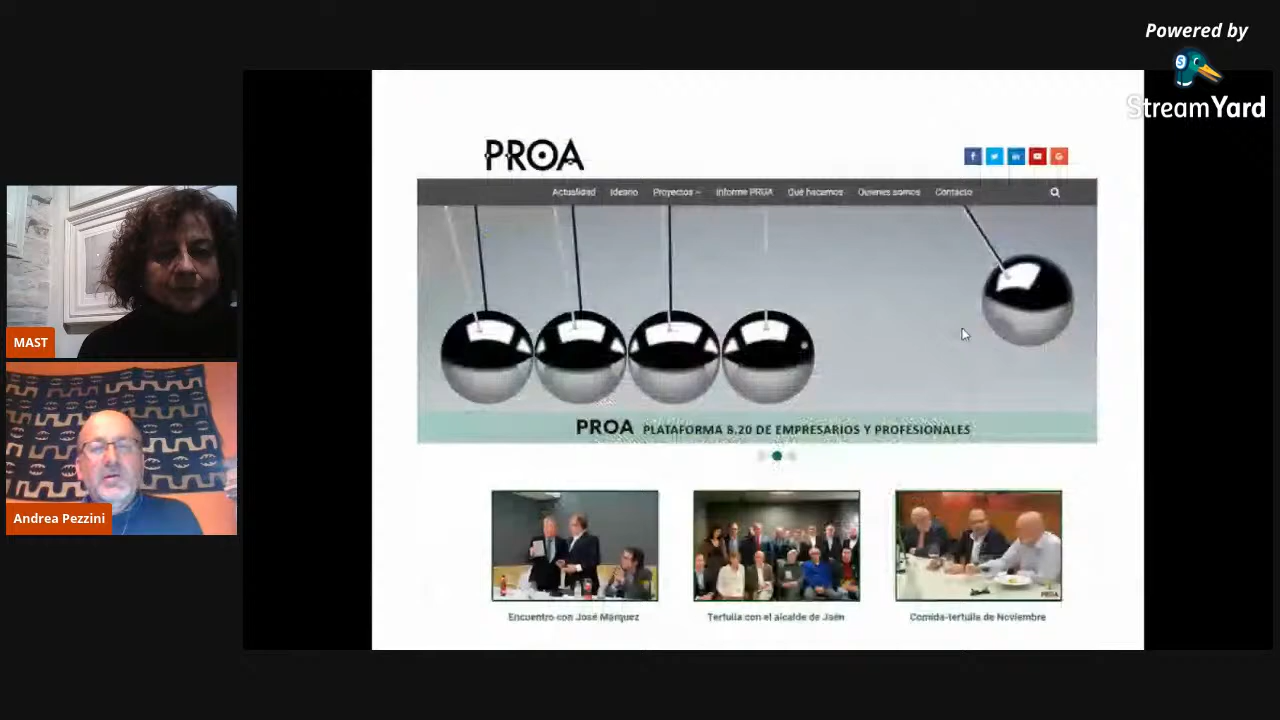 Powered by
StreamYard
PROA
Actualidad Ideario Proyectos Informe PROA Qué hacemos Quienes somos Contacto
PROA PLATAFORMA 8.20 DE EMPRESARIOS Y PROFESIONALES
MAST
Andrea Pezzini
Encuentro con José Márquez
Tertulia con el alcalde de Jaén
Comida-tertulia de Noviembre